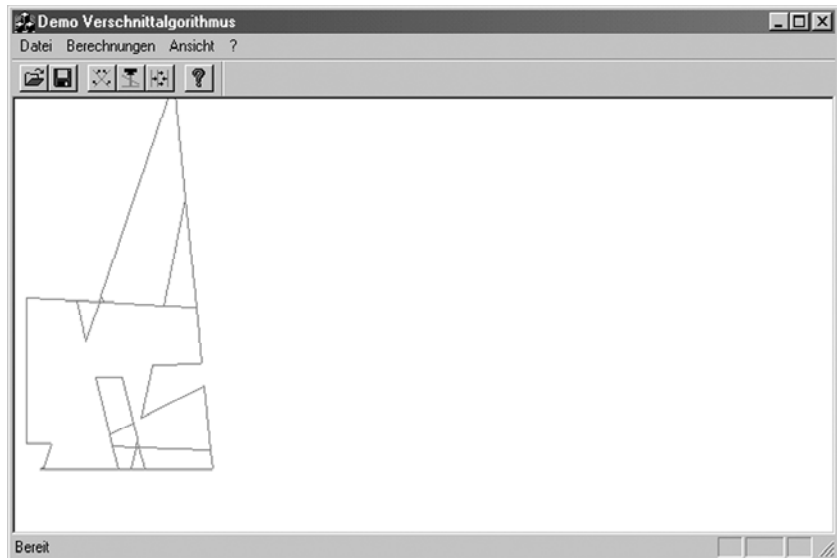 Demo Verschnittalgorithmus
Datei Berechnungen Ansicht ?
Bereit